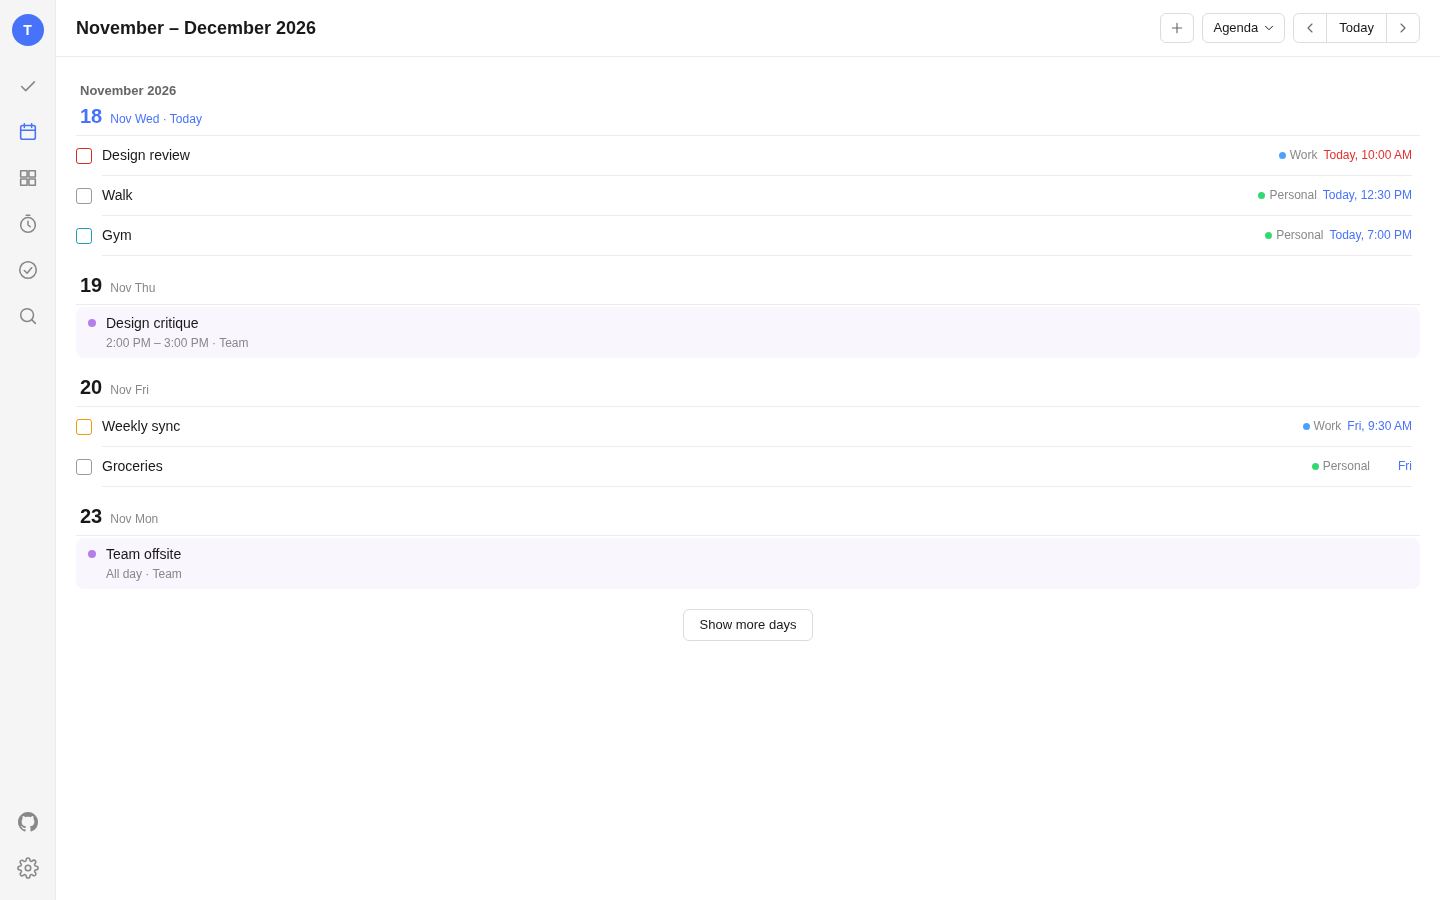 T
November – December 2026
Agenda
Today
November 2026
18 Nov Wed · Today
Design review Work Today, 10:00 AM
Walk Personal Today, 12:30 PM
Gym Personal Today, 7:00 PM
19 Nov Thu
Design critique
2:00 PM – 3:00 PM · Team
20 Nov Fri
Weekly sync Work Fri, 9:30 AM
Groceries Personal Fri
23 Nov Mon
Team offsite
All day · Team
Show more days